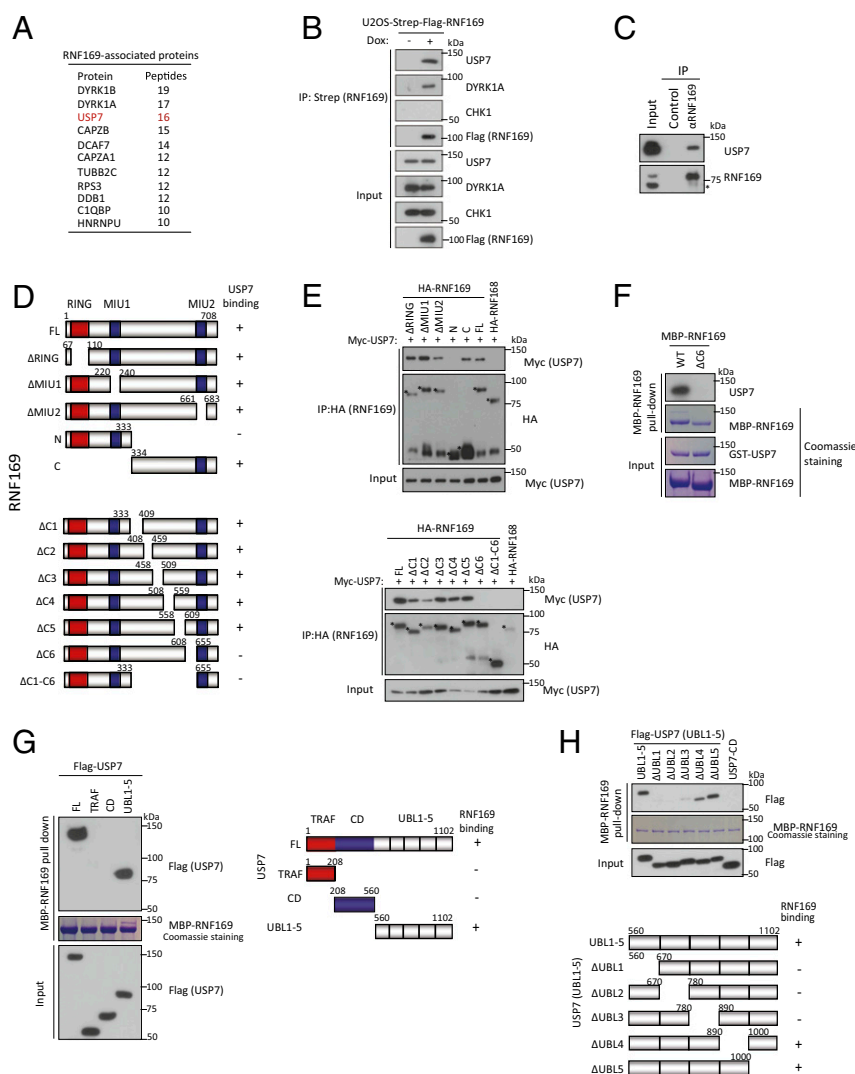 A
RNF169-associated proteins
Protein Peptides
DYRK1B 19
DYRK1A 17
USP7 16
CAPZB 15
DCAF7 14
CAPZA1 12
TUBB2C 12
RPS3 12
DDB1 12
C1QBP 10
HNRNPU 10
B
U2OS-Strep-Flag-RNF169
Dox: - + kDa
150
USP7
100
DYRK1A
IP: Strep (RNF169)
CHK1
50
100 Flag (RNF169)
150
USP7
100
DYRK1A
Input
CHK1
50
100 Flag (RNF169)
C
IP
Input Control αRNF169
kDa
150
USP7
75 RNF169
*
D
USP7 binding
RING MIU1 MIU2
1 708
FL +
67 110
ΔRING +
220 240
ΔMIU1 +
661 683
ΔMIU2 +
333
N -
334
C +
RNF169
333 409
ΔC1 +
408 459
ΔC2 +
458 509
ΔC3 +
508 559
ΔC4 +
558 609
ΔC5 +
608 655
ΔC6 -
333 655
ΔC1-C6 -
E
HA-RNF169
ΔRING ΔMIU1 ΔMIU2 N C FL HA-RNF168
Myc-USP7: + + + + + + + kDa
150
Myc (USP7)
100
75
IP:HA (RNF169) HA
50
150
Input Myc (USP7)
HA-RNF169
FL ΔC1 ΔC2 ΔC3 ΔC4 ΔC5 ΔC6 ΔC1-C6 HA-RNF168
Myc-USP7: + + + + + + + + + kDa
150
Myc (USP7)
100
75
IP:HA (RNF169) HA
50
150
Input Myc (USP7)
F
MBP-RNF169
WT ΔC6
MBP-RNF169 pull-down
150
USP7
150
MBP-RNF169
Input
150
GST-USP7
150
MBP-RNF169
Coomassie staining
G
Flag-USP7
FL TRAF CD UBL1-5
kDa
MBP-RNF169 pull down
150
100
Flag (USP7)
75
50
150
MBP-RNF169
Coomassie staining
Input
150
100
Flag (USP7)
75
50
TRAF CD UBL1-5 RNF169 binding
1 1102
FL +
1 208
TRAF -
208 560
CD -
560 1102
UBL1-5 +
USP7
H
Flag-USP7 (UBL1-5)
UBL1-5 ΔUBL1 ΔUBL2 ΔUBL3 ΔUBL4 ΔUBL5 USP7-CD
kDa
MBP-RNF169 pull-down
100
Flag
50
150
MBP-RNF169
Coomassie staining
100
Input
100
Flag
50
RNF169 binding
560 1102
UBL1-5 +
560 670
ΔUBL1 -
670 780
ΔUBL2 -
780 890
ΔUBL3 -
890 1000
ΔUBL4 +
1000
ΔUBL5 +
USP7 (UBL1-5)